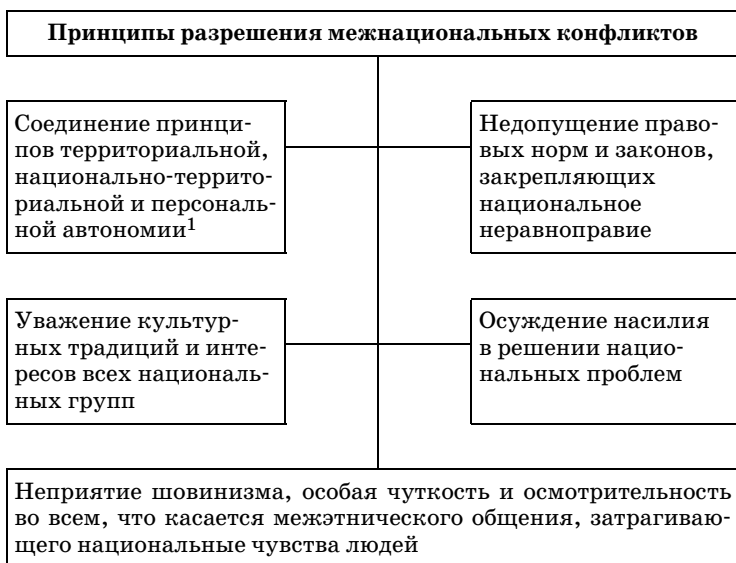 Принципы разрешения межнациональных конфликтов
Соединение принци-
пов территориальной,
национально-террито-
риальной и персональ-
ной автономии¹
Недопущение право-
вых норм и законов,
закрепляющих
национальное
неравноправие
Уважение культур-
ных традиций и инте-
ресов всех националь-
ных групп
Осуждение насилия
в решении нацио-
нальных проблем
Неприятие шовинизма, особая чуткость и осмотрительность
во всем, что касается межэтнического общения, затрагиваю-
щего национальные чувства людей